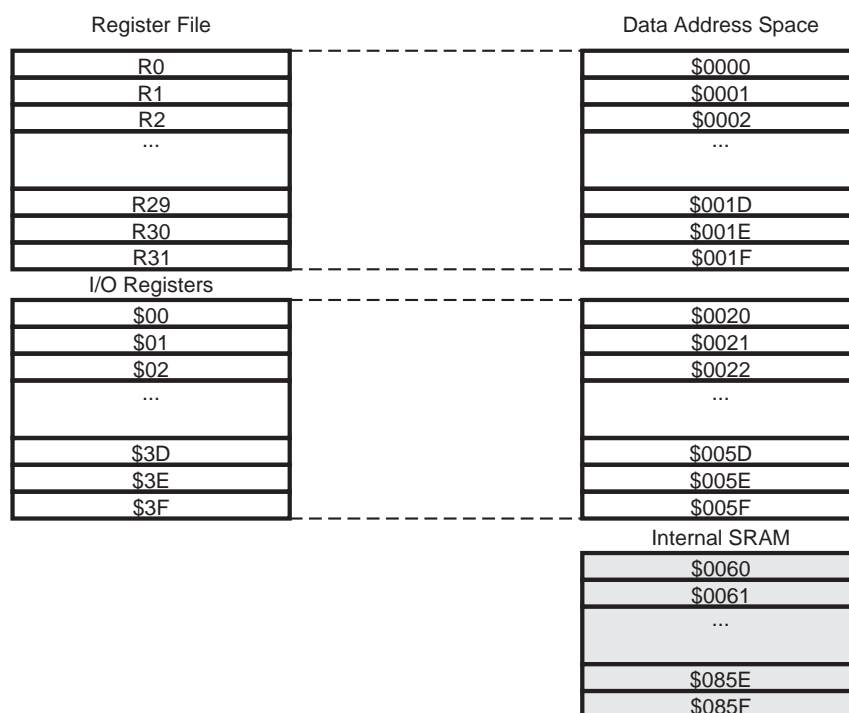 Register File
Data Address Space
R0
$0000
R1
$0001
R2
$0002
...
...
R29
$001D
R30
$001E
R31
$001F
I/O Registers
$00
$0020
$01
$0021
$02
$0022
...
...
$3D
$005D
$3E
$005E
$3F
$005F
Internal SRAM
$0060
$0061
...
$085E
$085F